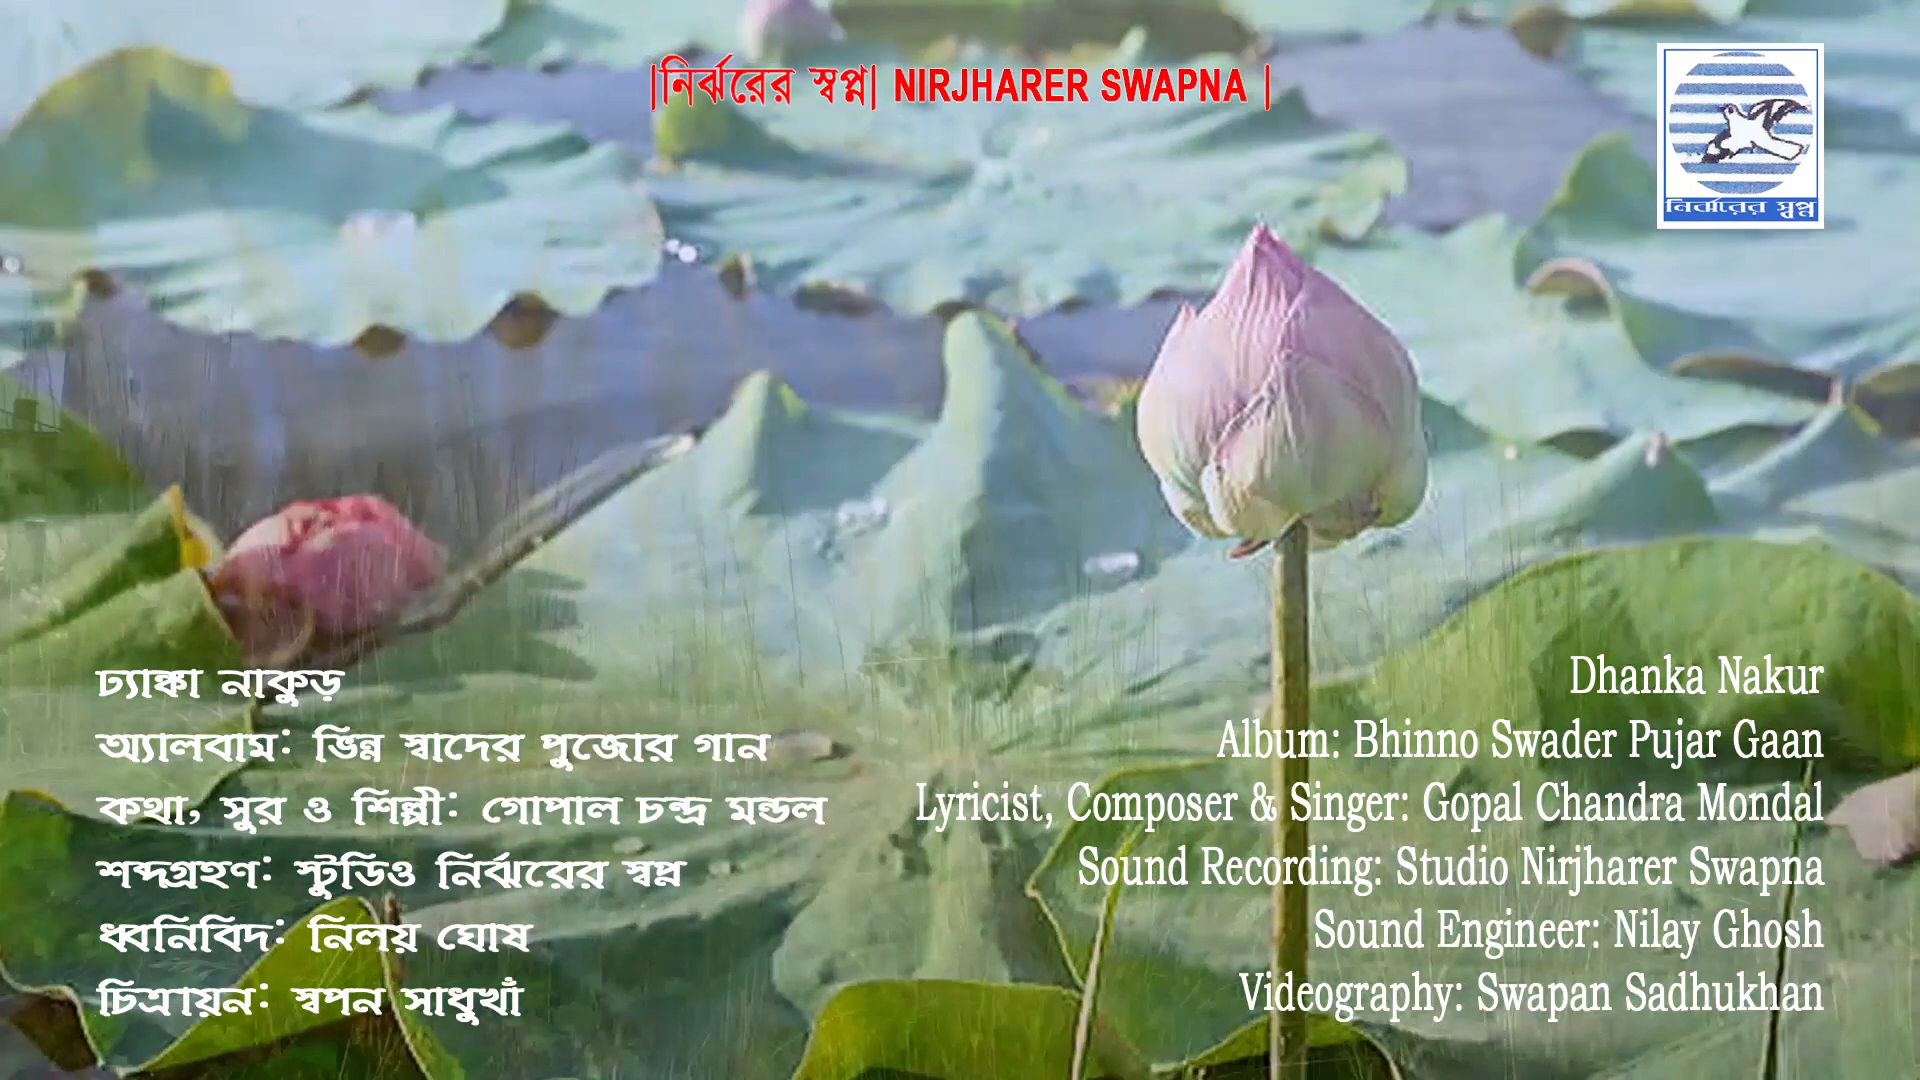 |নির্ঝরের স্বপ্ন| NIRJHARER SWAPNA |
নির্ঝরের স্বপ্ন
ঢ্যাঙ্কা নাকুড়
অ্যালবাম: ভিন্ন স্বাদের পুজোর গান
কথা, সুর ও শিল্পী: গোপাল চন্দ্র মন্ডল
শব্দগ্রহণ: স্টুডিও নির্ঝরের স্বপ্ন
ধ্বনিবিদ: নিলয় ঘোষ
চিত্রায়ন: স্বপন সাধুখাঁ
Dhanka Nakur
Album: Bhinno Swader Pujar Gaan
Lyricist, Composer & Singer: Gopal Chandra Mondal
Sound Recording: Studio Nirjharer Swapna
Sound Engineer: Nilay Ghosh
Videography: Swapan Sadhukhan